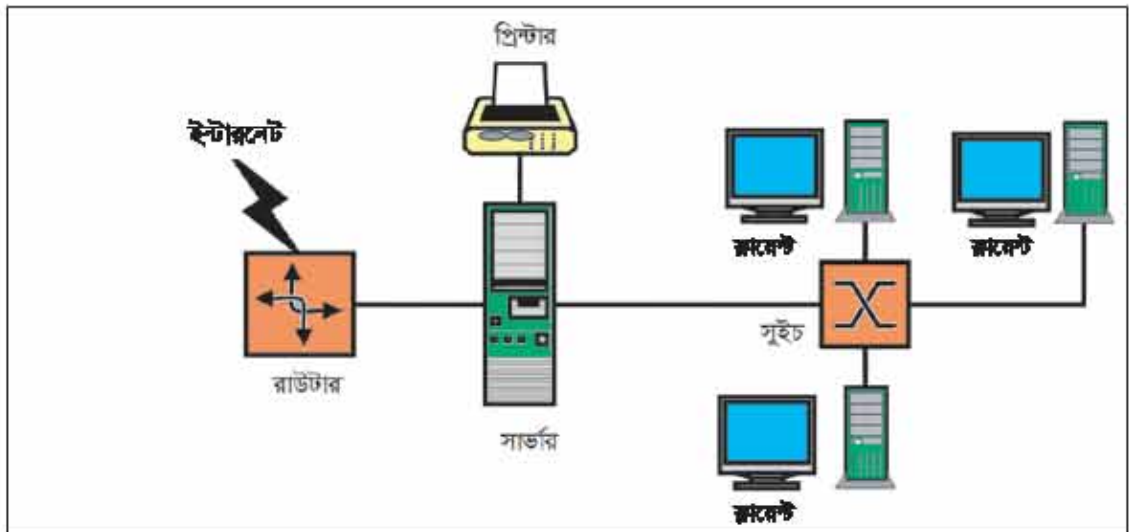 প্রিন্টার
ইন্টারনেট
ক্লায়েন্ট
ক্লায়েন্ট
সুইচ
রাউটার
সার্ভার
ক্লায়েন্ট